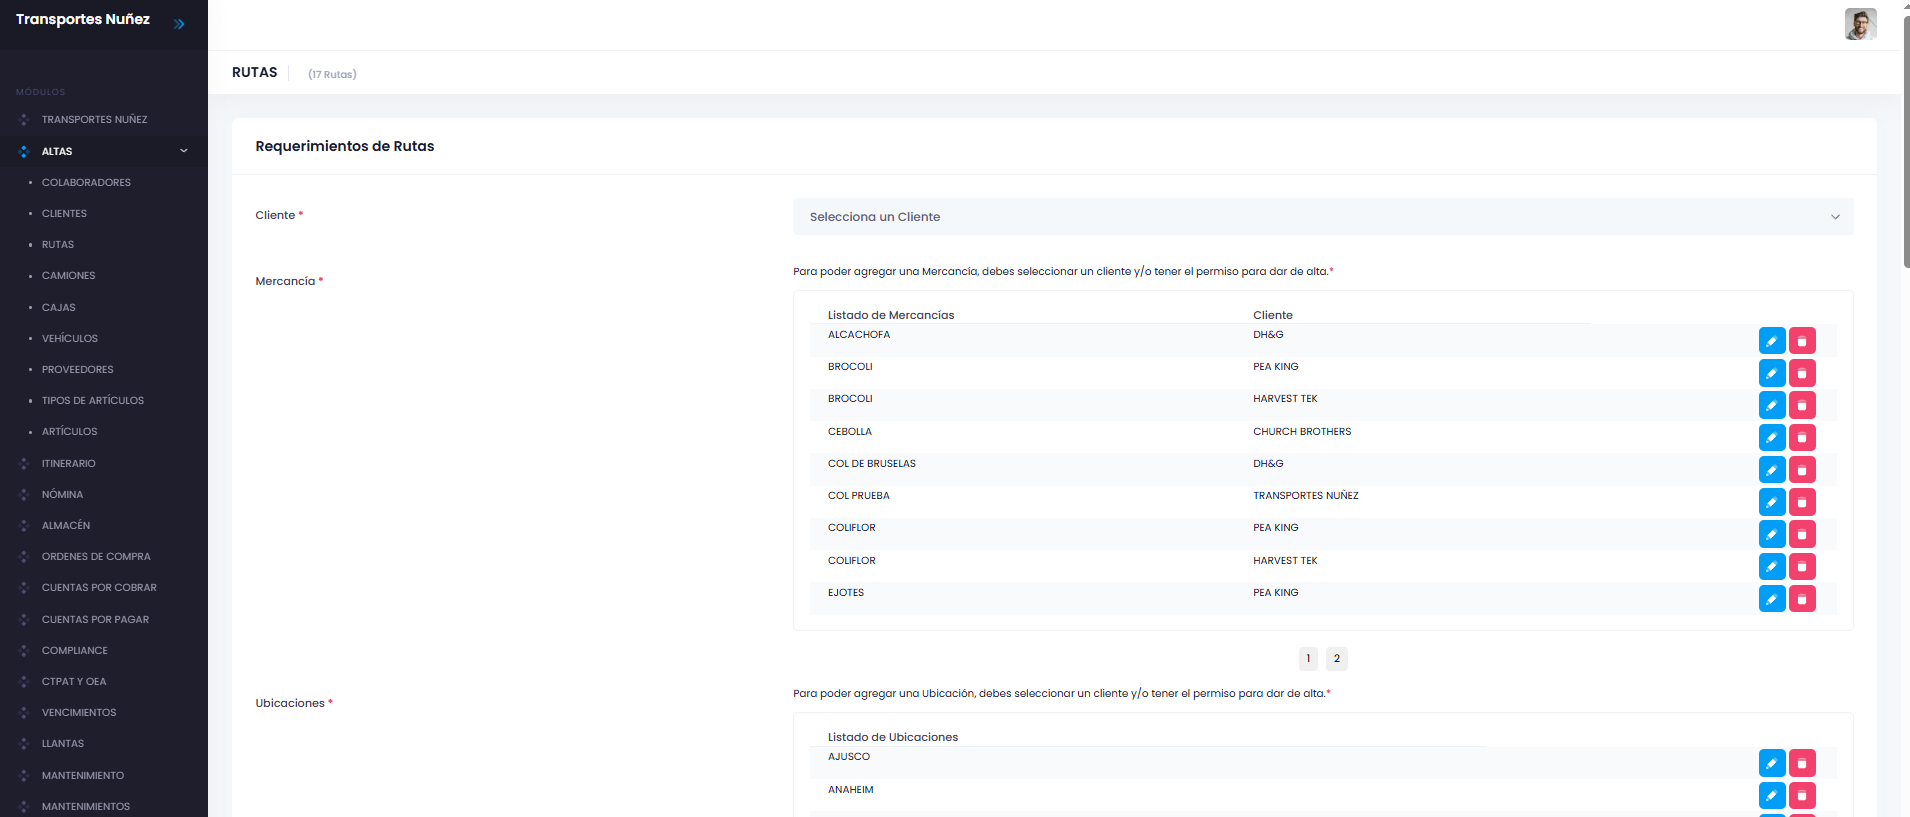 Transportes Nuñez
RUTAS (17 Rutas)
MÓDULOS
TRANSPORTES NUÑEZ
ALTAS
COLABORADORES
CLIENTES
RUTAS
CAMIONES
CAJAS
VEHÍCULOS
PROVEEDORES
TIPOS DE ARTÍCULOS
ARTÍCULOS
ITINERARIO
NÓMINA
ALMACÉN
ORDENES DE COMPRA
CUENTAS POR COBRAR
CUENTAS POR PAGAR
COMPLIANCE
CTPAT Y OEA
VENCIMIENTOS
LLANTAS
MANTENIMIENTO
MANTENIMIENTOS
Requerimientos de Rutas
Cliente *
Selecciona un Cliente
Mercancía *
Para poder agregar una Mercancía, debes seleccionar un cliente y/o tener el permiso para dar de alta.*
Listado de Mercancías Cliente
ALCACHOFA DH&G
BROCOLI PEA KING
BROCOLI HARVEST TEK
CEBOLLA CHURCH BROTHERS
COL DE BRUSELAS DH&G
COL PRUEBA TRANSPORTES NUÑEZ
COLIFLOR PEA KING
COLIFLOR HARVEST TEK
EJOTES PEA KING
1 2
Ubicaciones *
Para poder agregar una Ubicación, debes seleccionar un cliente y/o tener el permiso para dar de alta.*
Listado de Ubicaciones
AJUSCO
ANAHEIM